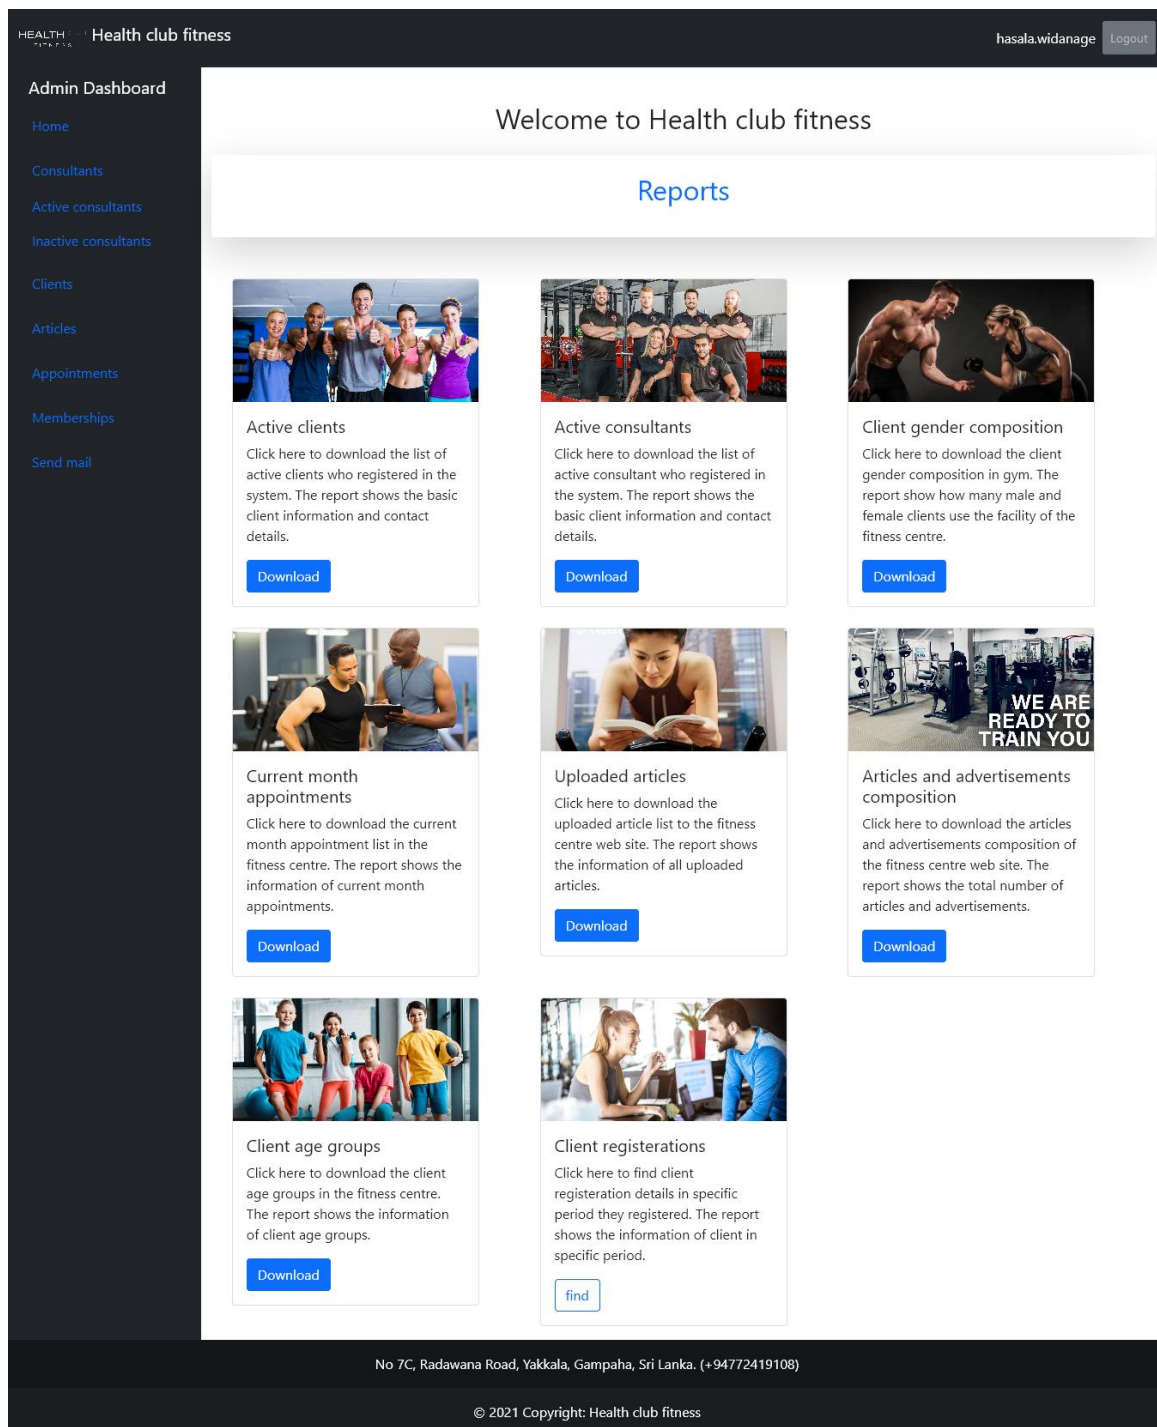 HEALTH
FITNESS
Health club fitness
hasala.widanage
Logout
Admin Dashboard
Home
Consultants
Active consultants
Inactive consultants
Clients
Articles
Appointments
Memberships
Send mail
Welcome to Health club fitness
Reports
Active clients
Click here to download the list of
active clients who registered in the
system. The report shows the basic
client information and contact
details.
Download
Active consultants
Click here to download the list of
active consultant who registered in
the system. The report shows the
basic client information and contact
details.
Download
Client gender composition
Click here to download the client
gender composition in gym. The
report show how many male and
female clients use the facility of the
fitness centre.
Download
Current month
appointments
Click here to download the current
month appointment list in the
fitness centre. The report shows the
information of current month
appointments.
Download
Uploaded articles
Click here to download the
uploaded article list to the fitness
centre web site. The report shows
the information of all uploaded
articles.
Download
WE ARE
READY TO
TRAIN YOU
Articles and advertisements
composition
Click here to download the articles
and advertisements composition of
the fitness centre web site. The
report shows the total number of
articles and advertisements.
Download
Client age groups
Click here to download the client
age groups in the fitness centre.
The report shows the information
of client age groups.
Download
Client registerations
Click here to find client
registeration details in specific
period they registered. The report
shows the information of client in
specific period.
find
No 7C, Radawana Road, Yakkala, Gampaha, Sri Lanka. (+94772419108)
© 2021 Copyright: Health club fitness